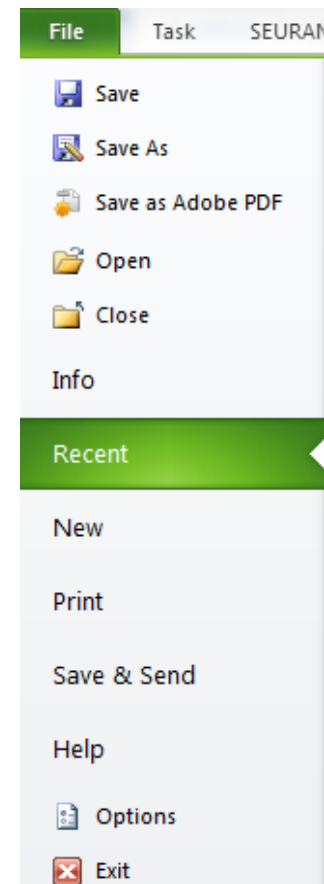 File Task SEURAN
Save
Save As
Save as Adobe PDF
Open
Close
Info
Recent
New
Print
Save & Send
Help
Options
Exit